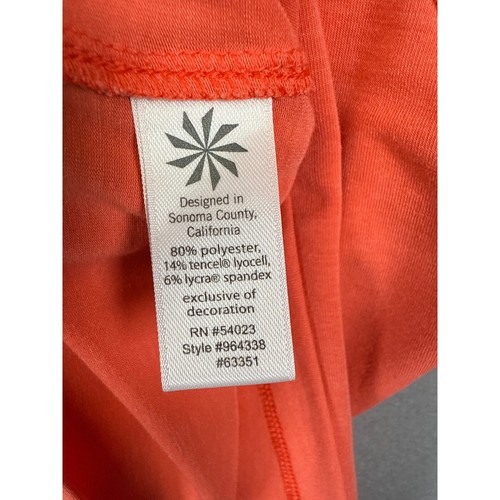 Designed in
Sonoma County,
California
80% polyester,
14% tencel® lyocell,
6% lycra® spandex
exclusive of
decoration
RN #54023
Style #964338
#63351